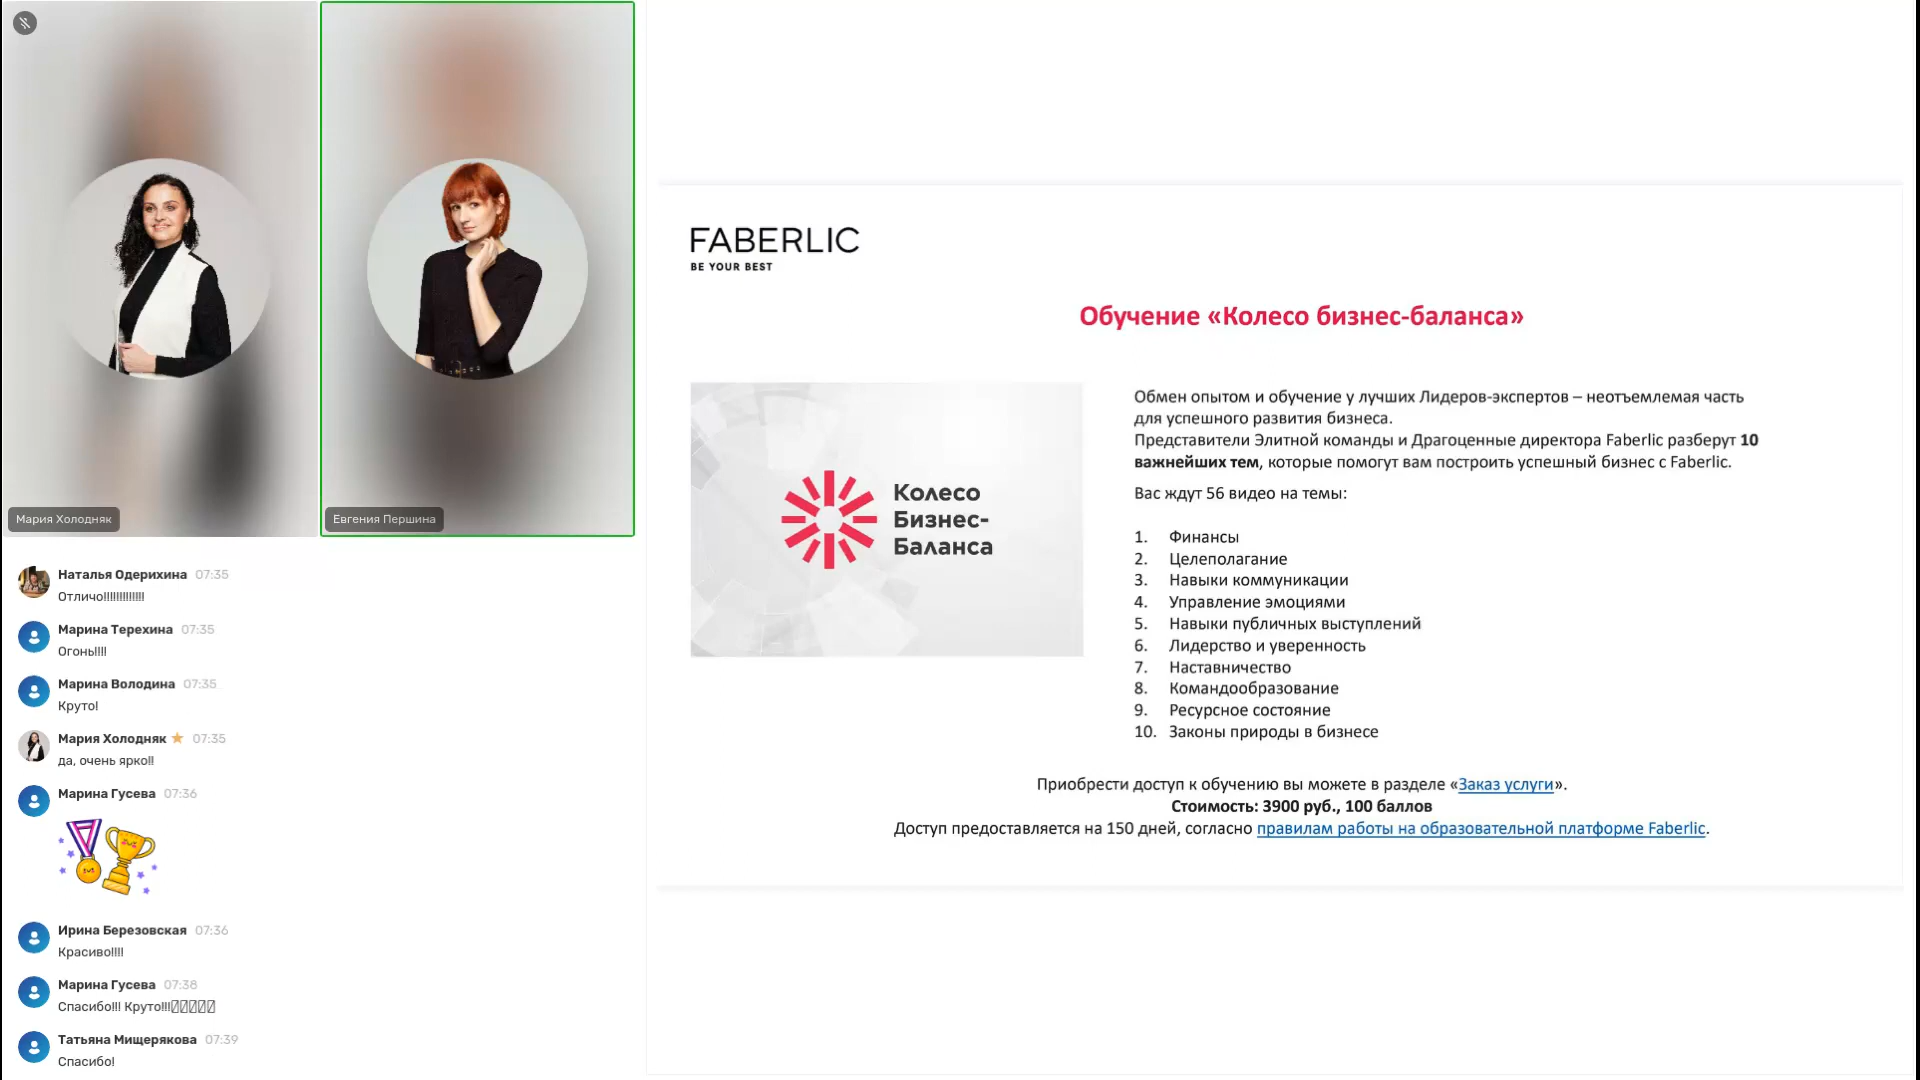 Мария Холодняк
Евгения Першина
Наталья Одерихина 07:35
Отлично!!!!!!!!!!!!!
Марина Терехина 07:35
Огонь!!!!
Марина Володина 07:35
Круто!
Мария Холодняк 07:35
да, очень ярко!!
Марина Гусева 07:36
Ирина Березовская 07:36
Красиво!!!!
Марина Гусева 07:38
Спасибо!!! Круто!!!
Татьяна Мищерякова 07:39
Спасибо!
FABERLIC
BE YOUR BEST
Обучение «Колесо бизнес-баланса»
Колесо
Бизнес-
Баланса
Обмен опытом и обучение у лучших Лидеров-экспертов – неотъемлемая часть
для успешного развития бизнеса.
Представители Элитной команды и Драгоценные директора Faberlic разберут 10
важнейших тем, которые помогут вам построить успешный бизнес с Faberlic.
Вас ждут 56 видео на темы:
1. Финансы
2. Целеполагание
3. Навыки коммуникации
4. Управление эмоциями
5. Навыки публичных выступлений
6. Лидерство и уверенность
7. Наставничество
8. Командообразование
9. Ресурсное состояние
10. Законы природы в бизнесе
Приобрести доступ к обучению вы можете в разделе «Заказ услуги».
Стоимость: 3900 руб., 100 баллов
Доступ предоставляется на 150 дней, согласно правилам работы на образовательной платформе Faberlic.